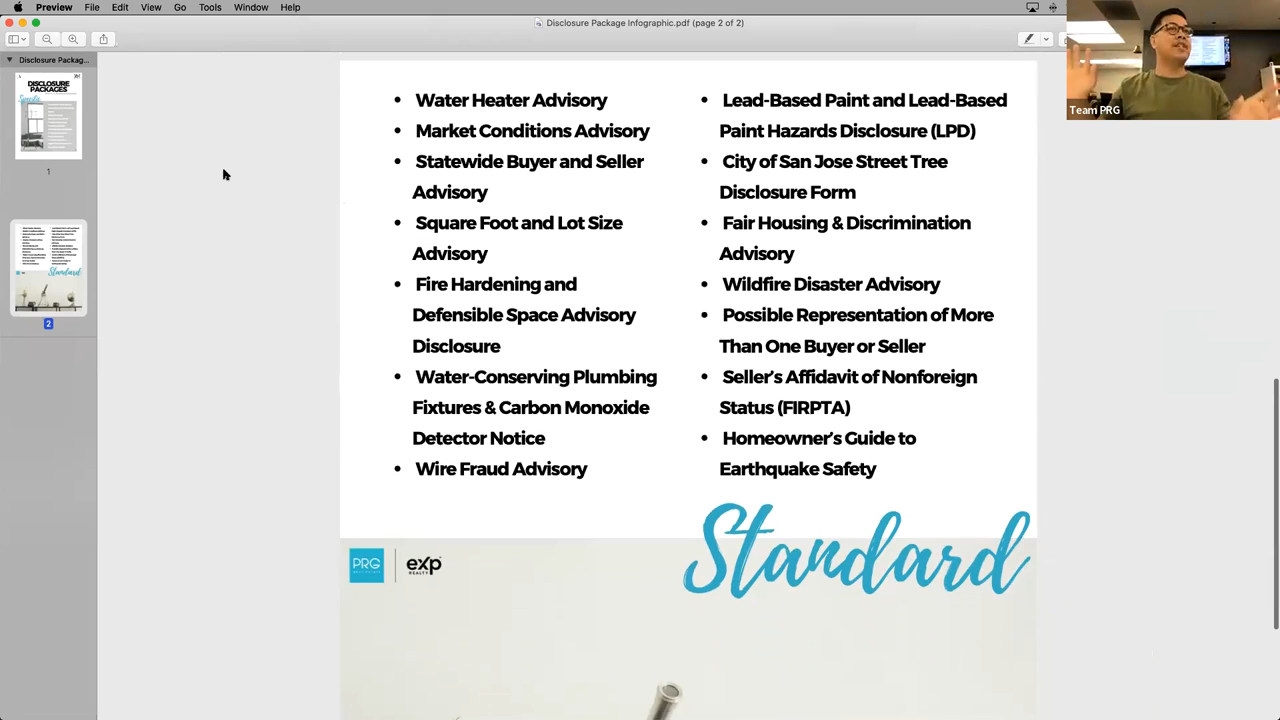 Preview File Edit View Go Tools Window Help
Disclosure Package Infographic.pdf (page 2 of 2)
Disclosure Packag...
DISCLOSURE
PACKAGES
Specific
1
Standard
2
• Water Heater Advisory
• Market Conditions Advisory
• Statewide Buyer and Seller
Advisory
• Square Foot and Lot Size
Advisory
• Fire Hardening and
Defensible Space Advisory
Disclosure
• Water-Conserving Plumbing
Fixtures & Carbon Monoxide
Detector Notice
• Wire Fraud Advisory
• Lead-Based Paint and Lead-Based
Paint Hazards Disclosure (LPD)
• City of San Jose Street Tree
Disclosure Form
• Fair Housing & Discrimination
Advisory
• Wildfire Disaster Advisory
• Possible Representation of More
Than One Buyer or Seller
• Seller's Affidavit of Nonforeign
Status (FIRPTA)
• Homeowner's Guide to
Earthquake Safety
Standard
PRG
exp
REALTY
Team PRG